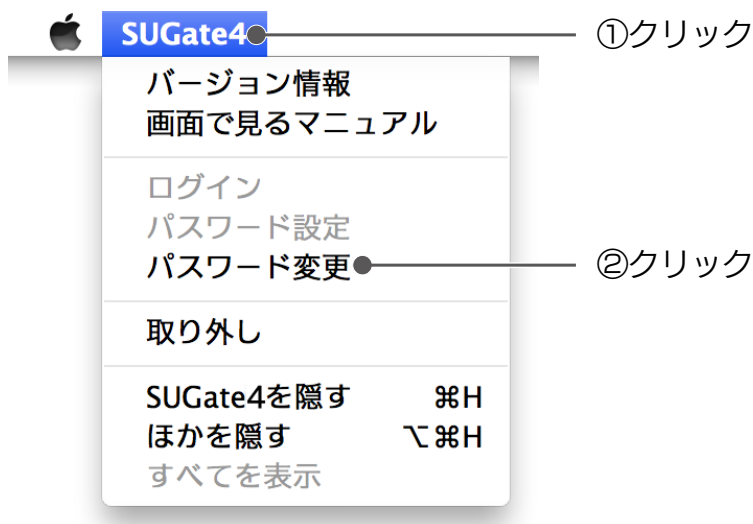 SUGate4 ①クリック
バージョン情報
画面で見るマニュアル
ログイン
パスワード設定
パスワード変更 ②クリック
取り外し
SUGate4を隠す ⌘H
ほかを隠す ⌥⌘H
すべてを表示